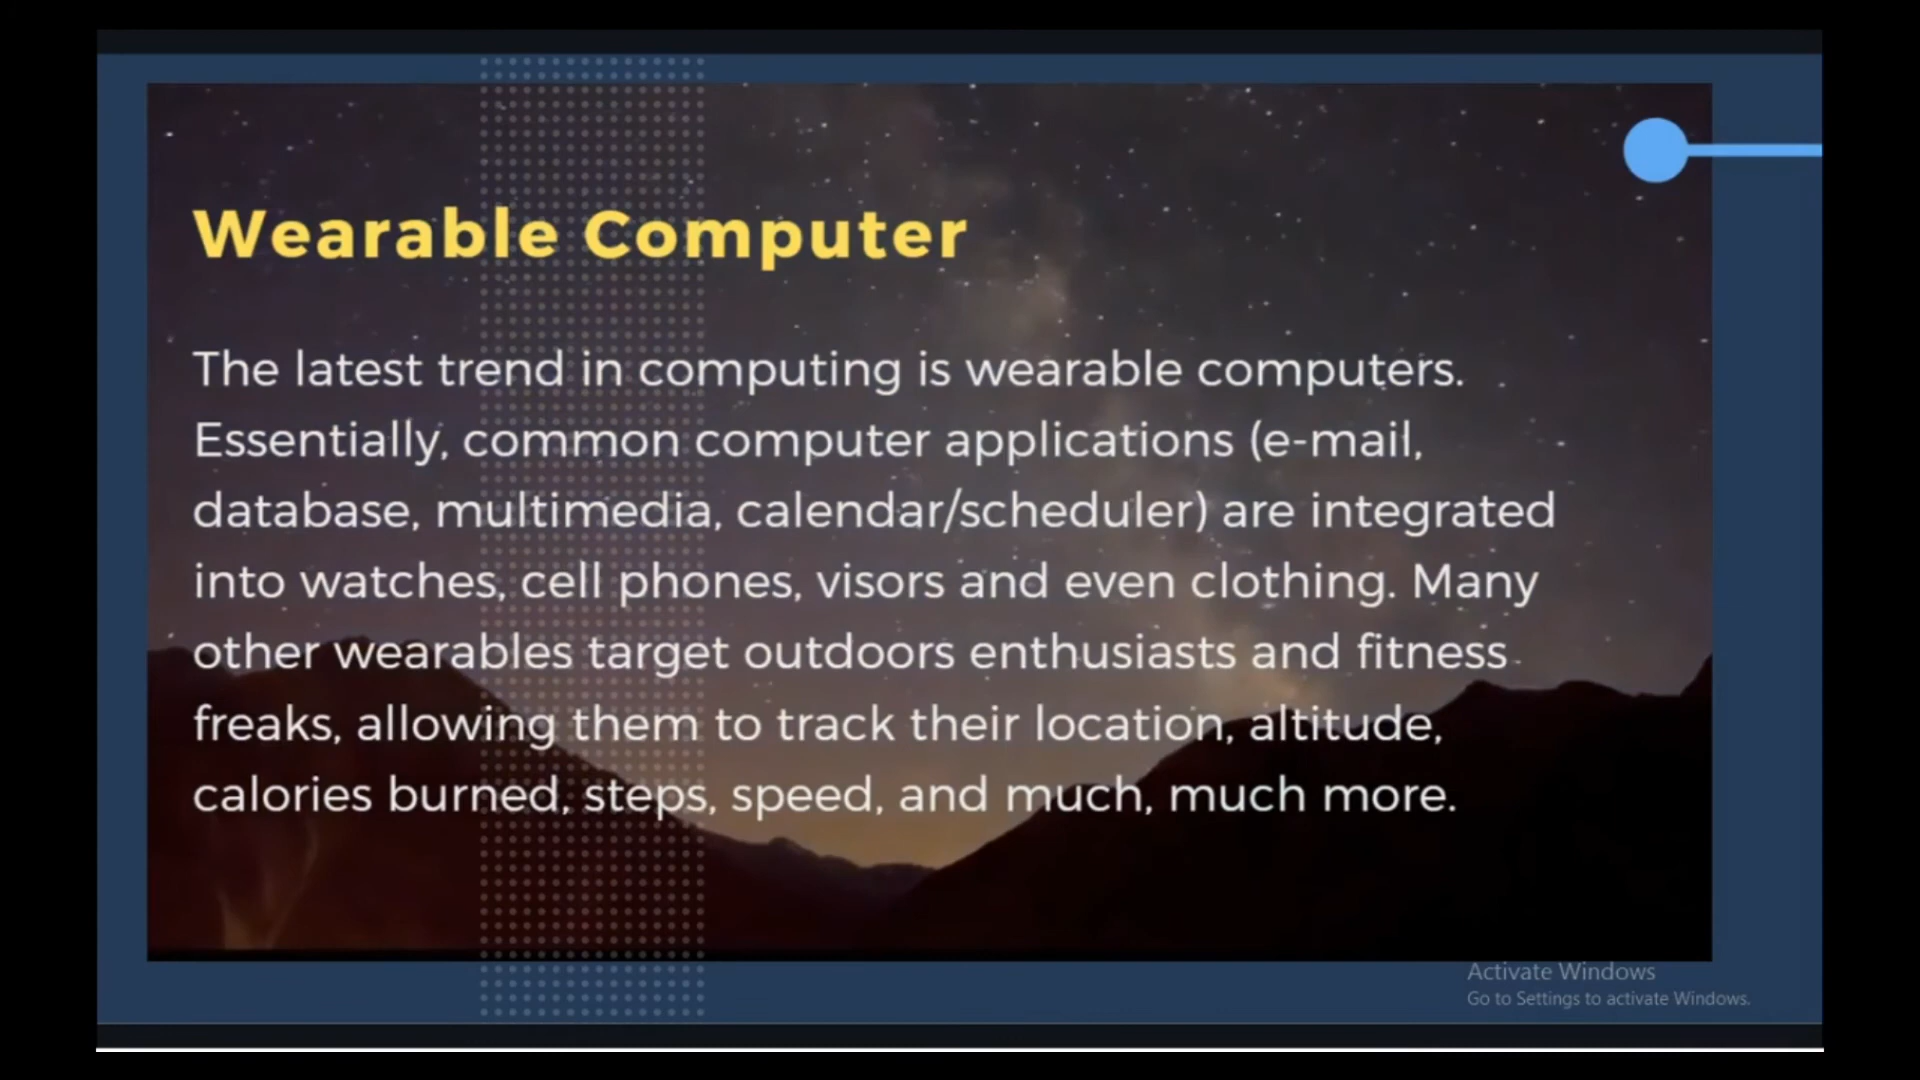 Wearable Computer
The latest trend in computing is wearable computers.
Essentially, common computer applications (e-mail,
database, multimedia, calendar/scheduler) are integrated
into watches, cell phones, visors and even clothing. Many
other wearables target outdoors enthusiasts and fitness
freaks, allowing them to track their location, altitude,
calories burned, steps, speed, and much, much more.
Activate Windows
Go to Settings to activate Windows.